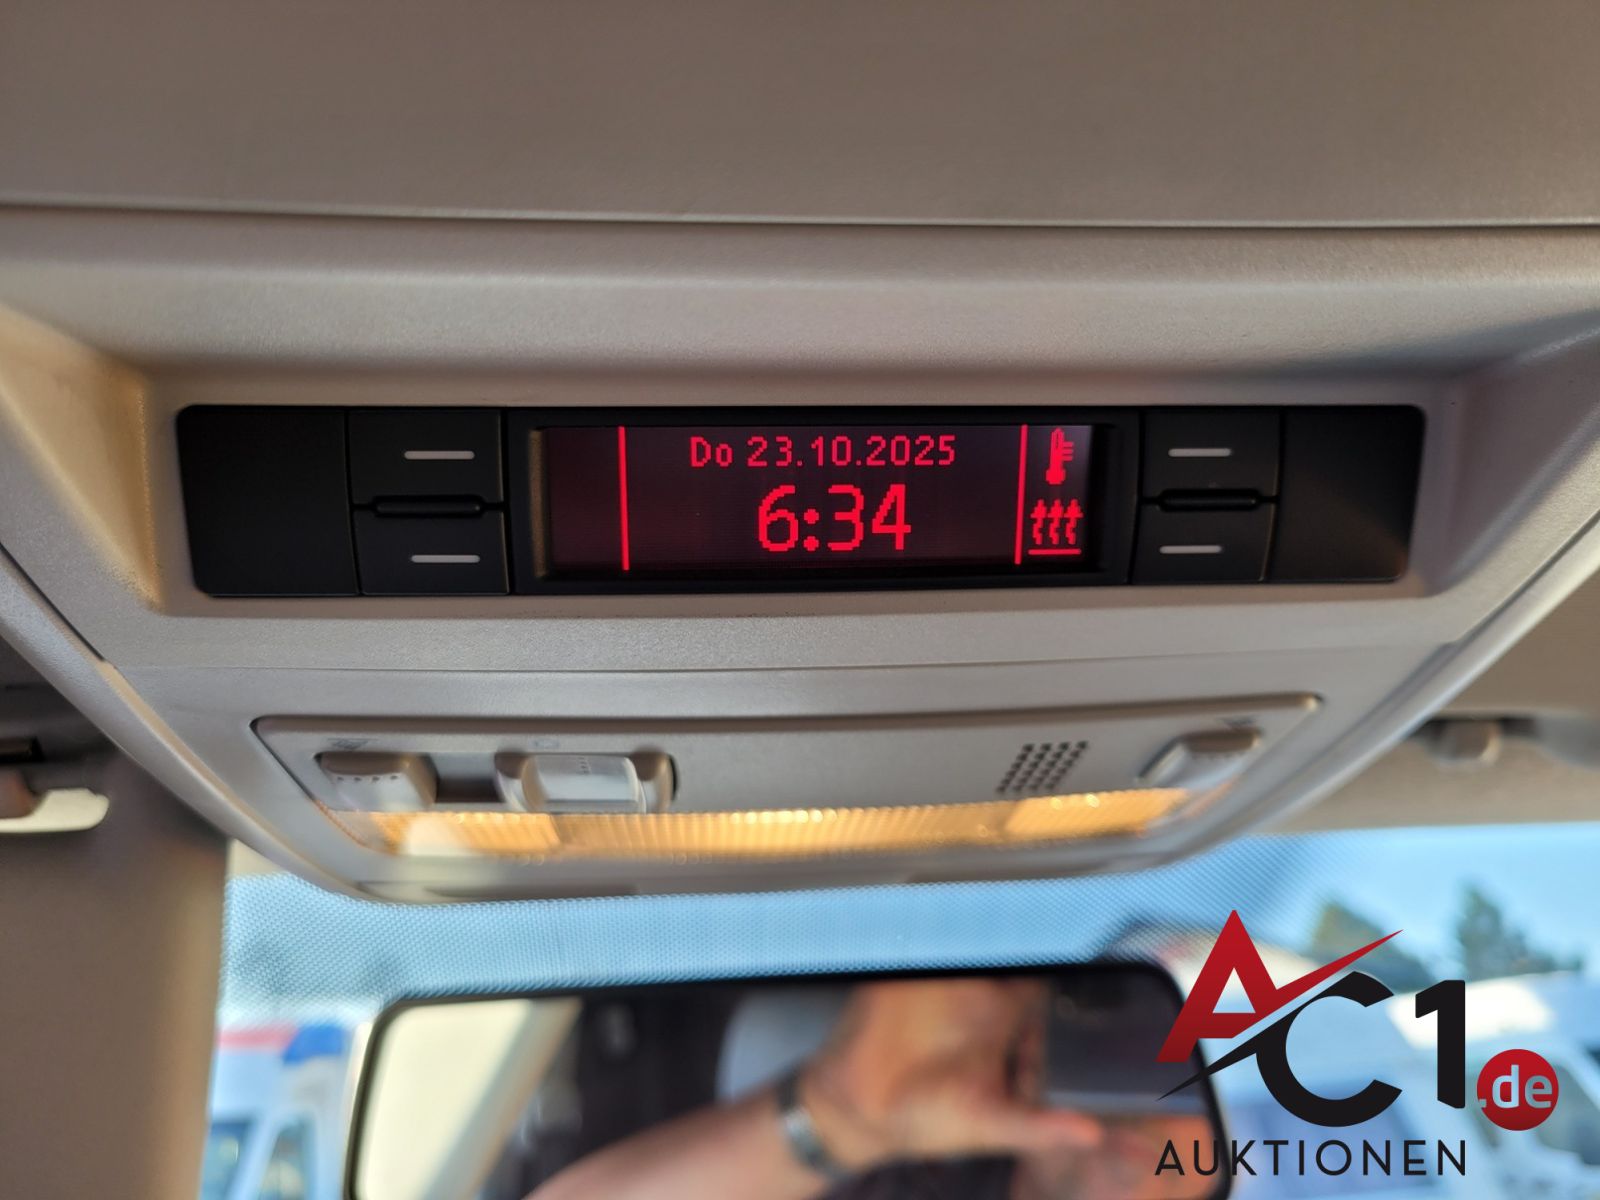 Do 23.10.2025
6:34
AC1.de
AUKTIONEN